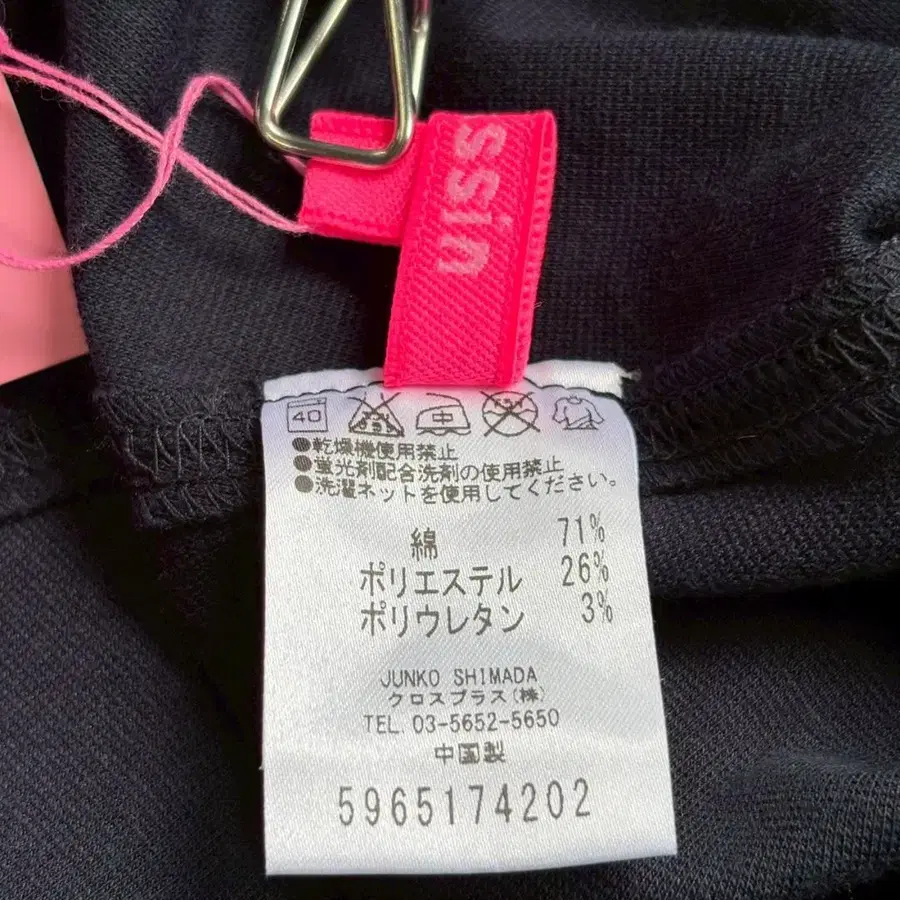 ssin
40
中
●乾燥機使用禁止
●蛍光剤配合洗剤の使用禁止
●洗濯ネットを使用してください。
綿 71%
ポリエステル 26%
ポリウレタン 3%
JUNKO SHIMADA
クロスプラス(株)
TEL.03-5652-5650
中国製
5965174202